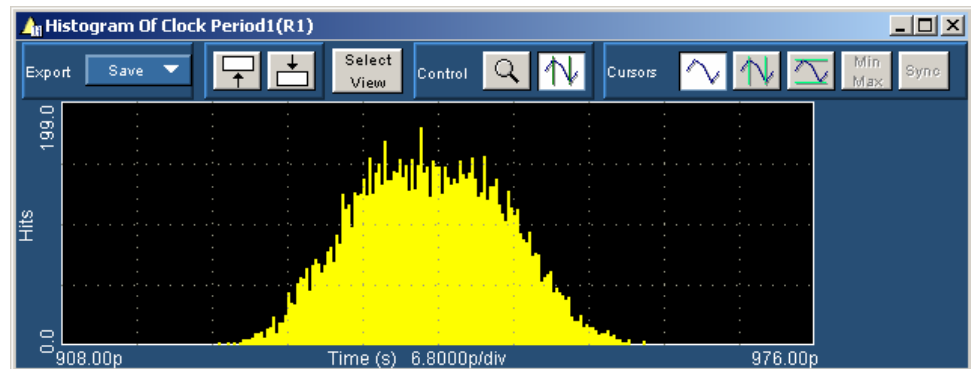 Histogram Of Clock Period1(R1)
Export
Save
Select
View
Control
Cursors
Min
Max
Sync
199.0
Hits
0.0
908.00p
Time (s) 6.8000p/div
976.00p